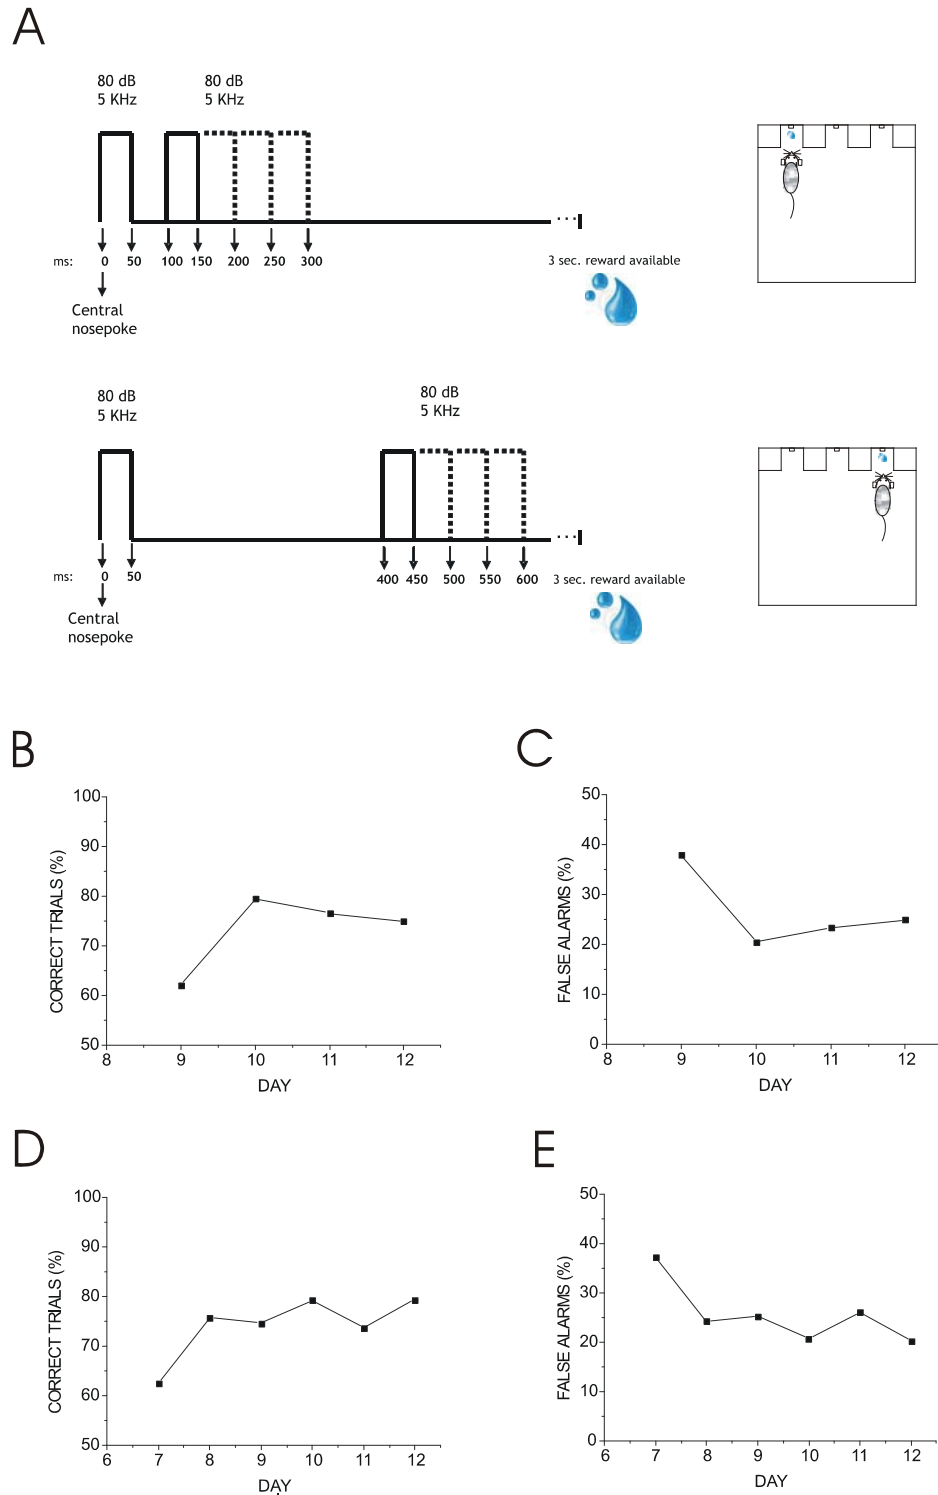 A
80 dB
5 KHz
80 dB
5 KHz
ms: 0 50 100 150 200 250 300
3 sec. reward available
Central
nosepoke
80 dB
5 KHz
80 dB
5 KHz
ms: 0 50 400 450 500 550 600
3 sec. reward available
Central
nosepoke
B
CORRECT TRIALS (%)
100
90
80
70
60
50
8 9 10 11 12
DAY
C
FALSE ALARMS (%)
50
40
30
20
10
0
8 9 10 11 12
DAY
D
CORRECT TRIALS (%)
100
90
80
70
60
50
6 7 8 9 10 11 12
DAY
E
FALSE ALARMS (%)
50
40
30
20
10
0
6 7 8 9 10 11 12
DAY